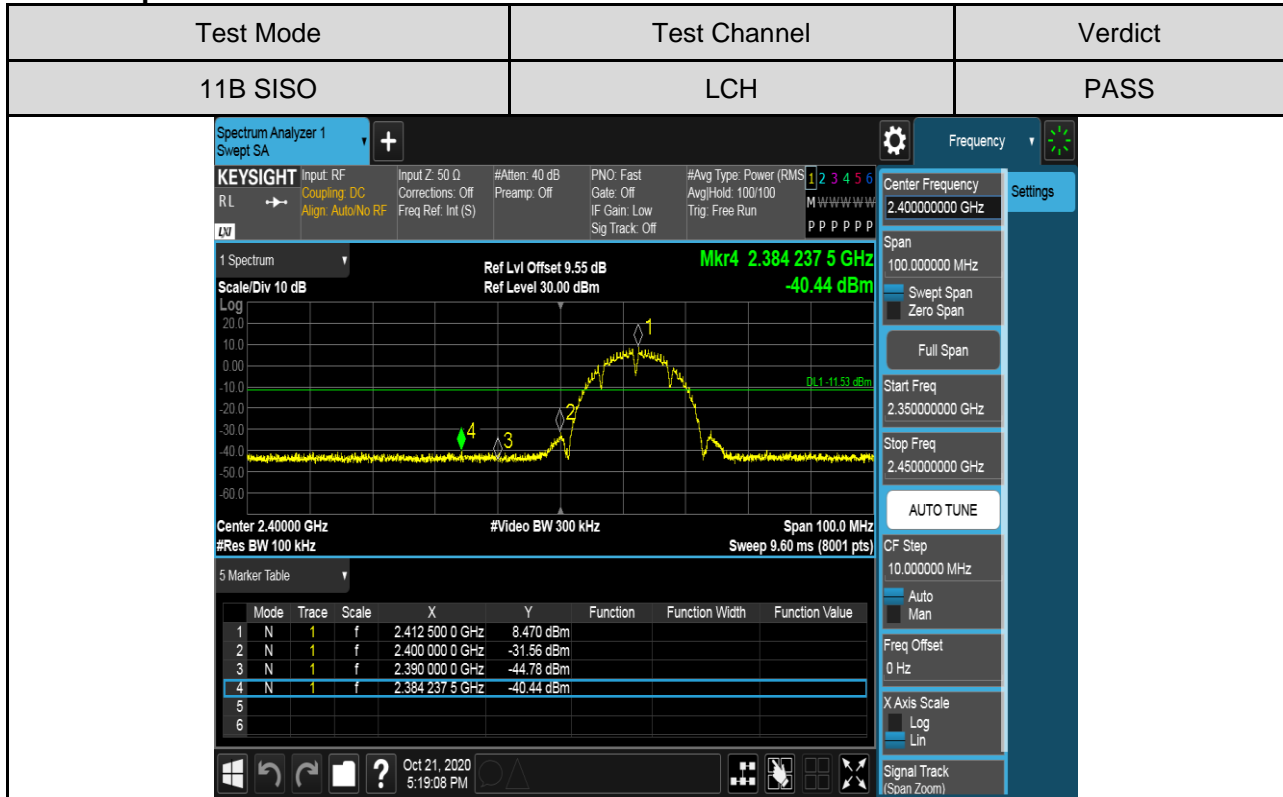 Test Mode Test Channel Verdict
11B SISO LCH PASS
Spectrum Analyzer 1
Swept SA
+
Frequency
KEYSIGHT
RL
LXI
Input: RF
Coupling: DC
Align: Auto/No RF
Input Z: 50 Ω
Corrections: Off
Freq Ref: Int (S)
#Atten: 40 dB
Preamp: Off
PNO: Fast
Gate: Off
IF Gain: Low
Sig Track: Off
#Avg Type: Power (RMS
Avg|Hold: 100/100
Trig: Free Run
1 2 3 4 5 6
M W W W W W
P P P P P P
1 Spectrum
Scale/Div 10 dB
Ref Lvl Offset 9.55 dB
Ref Level 30.00 dBm
Mkr4 2.384 237 5 GHz
-40.44 dBm
Log
20.0
10.0
0.00
-10.0
-20.0
-30.0
-40.0
-50.0
-60.0
1
2
3
4
DL1 -11.53 dBm
Center 2.40000 GHz
#Video BW 300 kHz
Span 100.0 MHz
#Res BW 100 kHz
Sweep 9.60 ms (8001 pts)
5 Marker Table
Mode Trace Scale X Y Function Function Width Function Value
1 N 1 f 2.412 500 0 GHz 8.470 dBm
2 N 1 f 2.400 000 0 GHz -31.56 dBm
3 N 1 f 2.390 000 0 GHz -44.78 dBm
4 N 1 f 2.384 237 5 GHz -40.44 dBm
5
6
?
Oct 21, 2020
5:19:08 PM
Center Frequency
2.400000000 GHz
Settings
Span
100.000000 MHz
Swept Span
Zero Span
Full Span
Start Freq
2.350000000 GHz
Stop Freq
2.450000000 GHz
AUTO TUNE
CF Step
10.000000 MHz
Auto
Man
Freq Offset
0 Hz
X Axis Scale
Log
Lin
Signal Track
(Span Zoom)